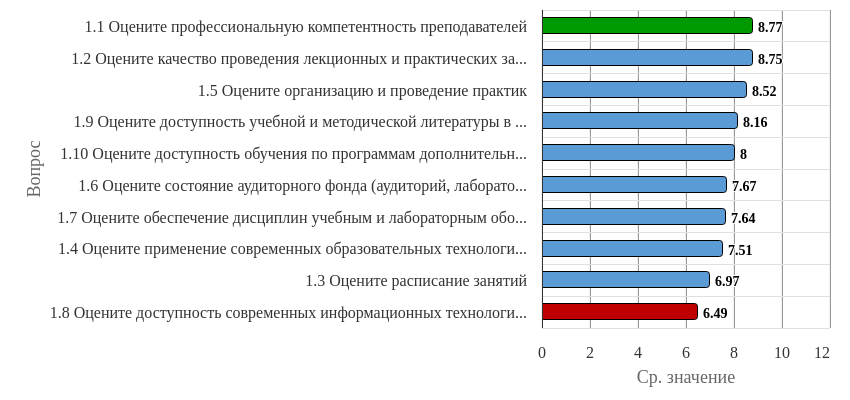 1.1 Оцените профессиональную компетентность преподавателей 8.77
1.2 Оцените качество проведения лекционных и практических за... 8.75
1.5 Оцените организацию и проведение практик 8.52
1.9 Оцените доступность учебной и методической литературы в ... 8.16
1.10 Оцените доступность обучения по программам дополнительн... 8
1.6 Оцените состояние аудиторного фонда (аудиторий, лаборато... 7.67
1.7 Оцените обеспечение дисциплин учебным и лабораторным обо... 7.64
1.4 Оцените применение современных образовательных технологи... 7.51
1.3 Оцените расписание занятий 6.97
1.8 Оцените доступность современных информационных технологи... 6.49
Вопрос
0 2 4 6 8 10 12
Ср. значение